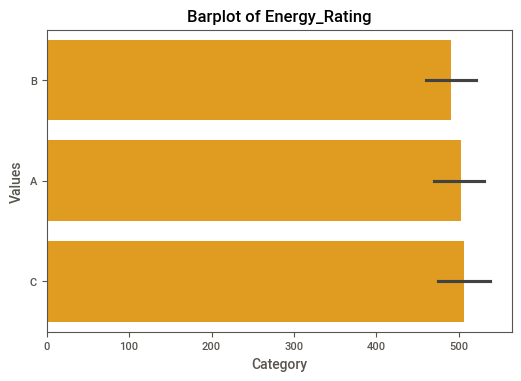 Barplot of Energy_Rating
Values
B
A
C
0 100 200 300 400 500
Category